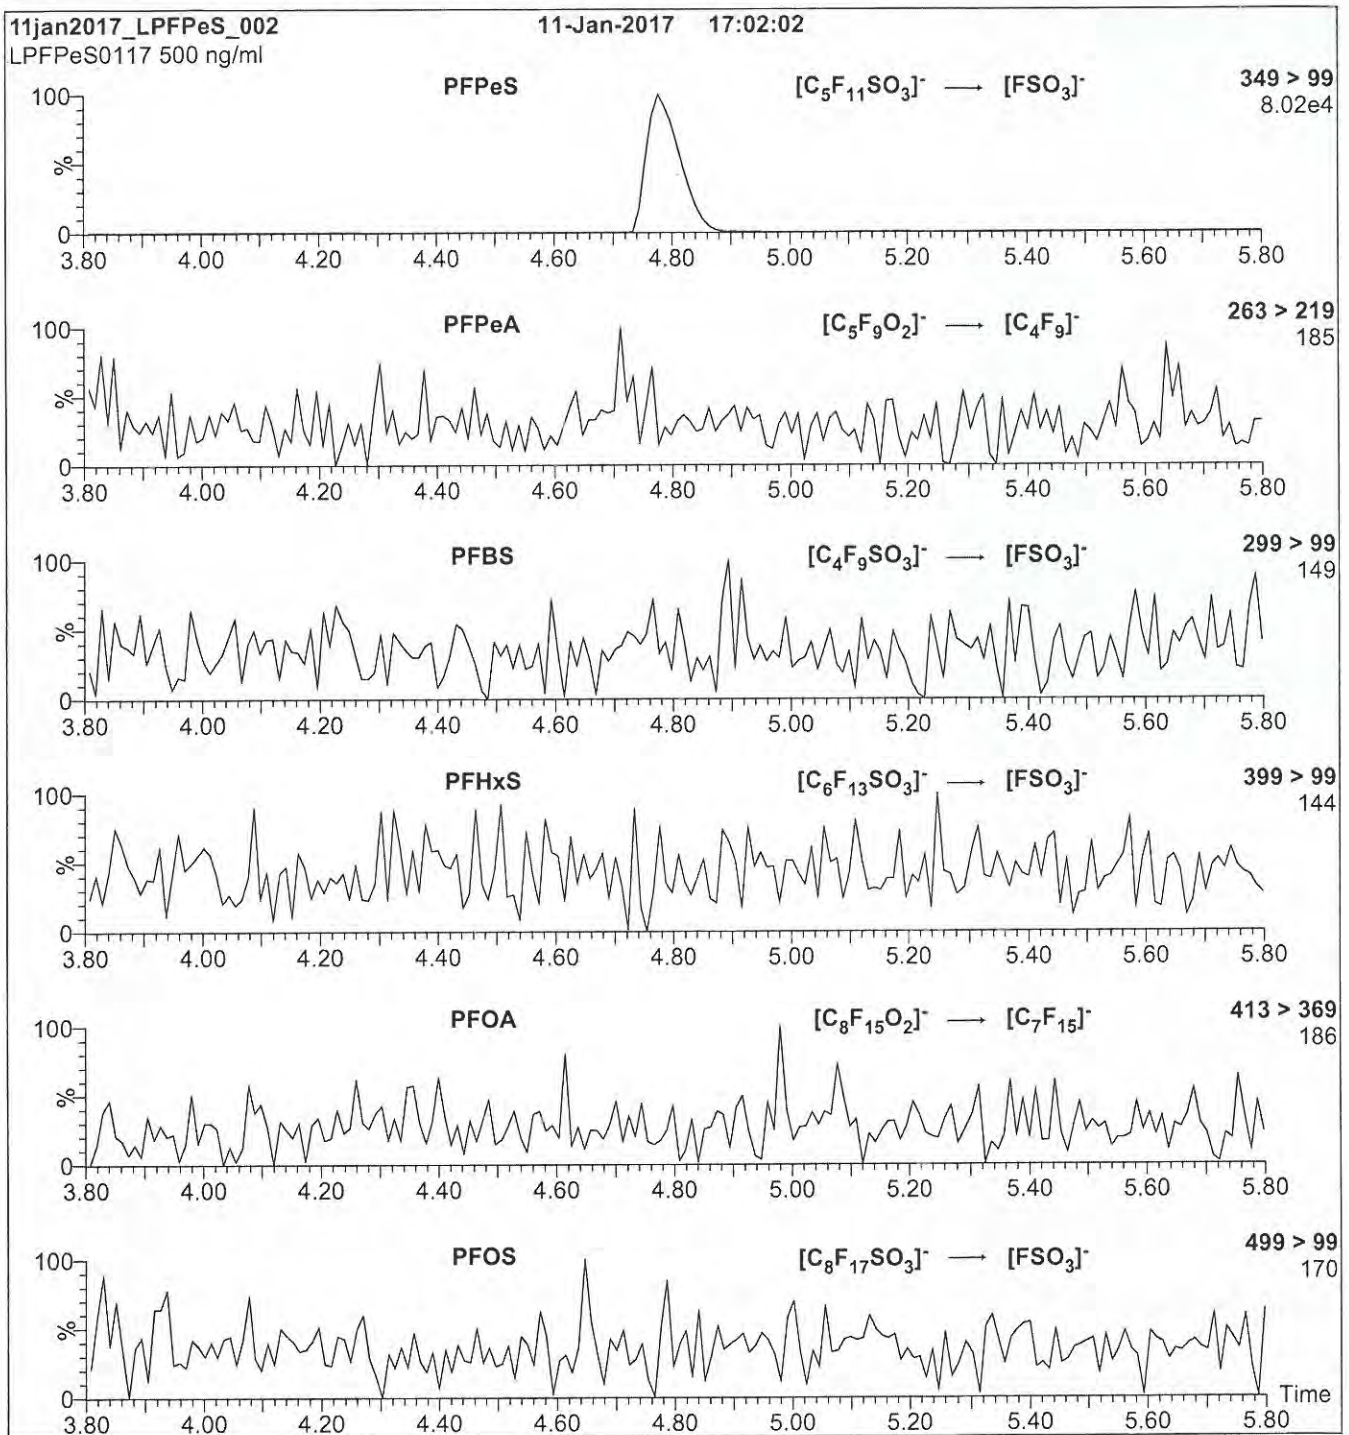 11jan2017_LPFPeS_002 11-Jan-2017 17:02:02
LPFPeS0117 500 ng/ml
PFPeS [C₅F₁₁SO₃]⁻ → [FSO₃]⁻ 349 > 99
8.02e4
100
%
0
3.80 4.00 4.20 4.40 4.60 4.80 5.00 5.20 5.40 5.60 5.80
PFPeA [C₅F₉O₂]⁻ → [C₄F₉]⁻ 263 > 219
185
100
%
0
3.80 4.00 4.20 4.40 4.60 4.80 5.00 5.20 5.40 5.60 5.80
PFBS [C₄F₉SO₃]⁻ → [FSO₃]⁻ 299 > 99
149
100
%
0
3.80 4.00 4.20 4.40 4.60 4.80 5.00 5.20 5.40 5.60 5.80
PFHxS [C₆F₁₃SO₃]⁻ → [FSO₃]⁻ 399 > 99
144
100
%
0
3.80 4.00 4.20 4.40 4.60 4.80 5.00 5.20 5.40 5.60 5.80
PFOA [C₈F₁₅O₂]⁻ → [C₇F₁₅]⁻ 413 > 369
186
100
%
0
3.80 4.00 4.20 4.40 4.60 4.80 5.00 5.20 5.40 5.60 5.80
PFOS [C₈F₁₇SO₃]⁻ → [FSO₃]⁻ 499 > 99
170
100
%
0
Time
3.80 4.00 4.20 4.40 4.60 4.80 5.00 5.20 5.40 5.60 5.80